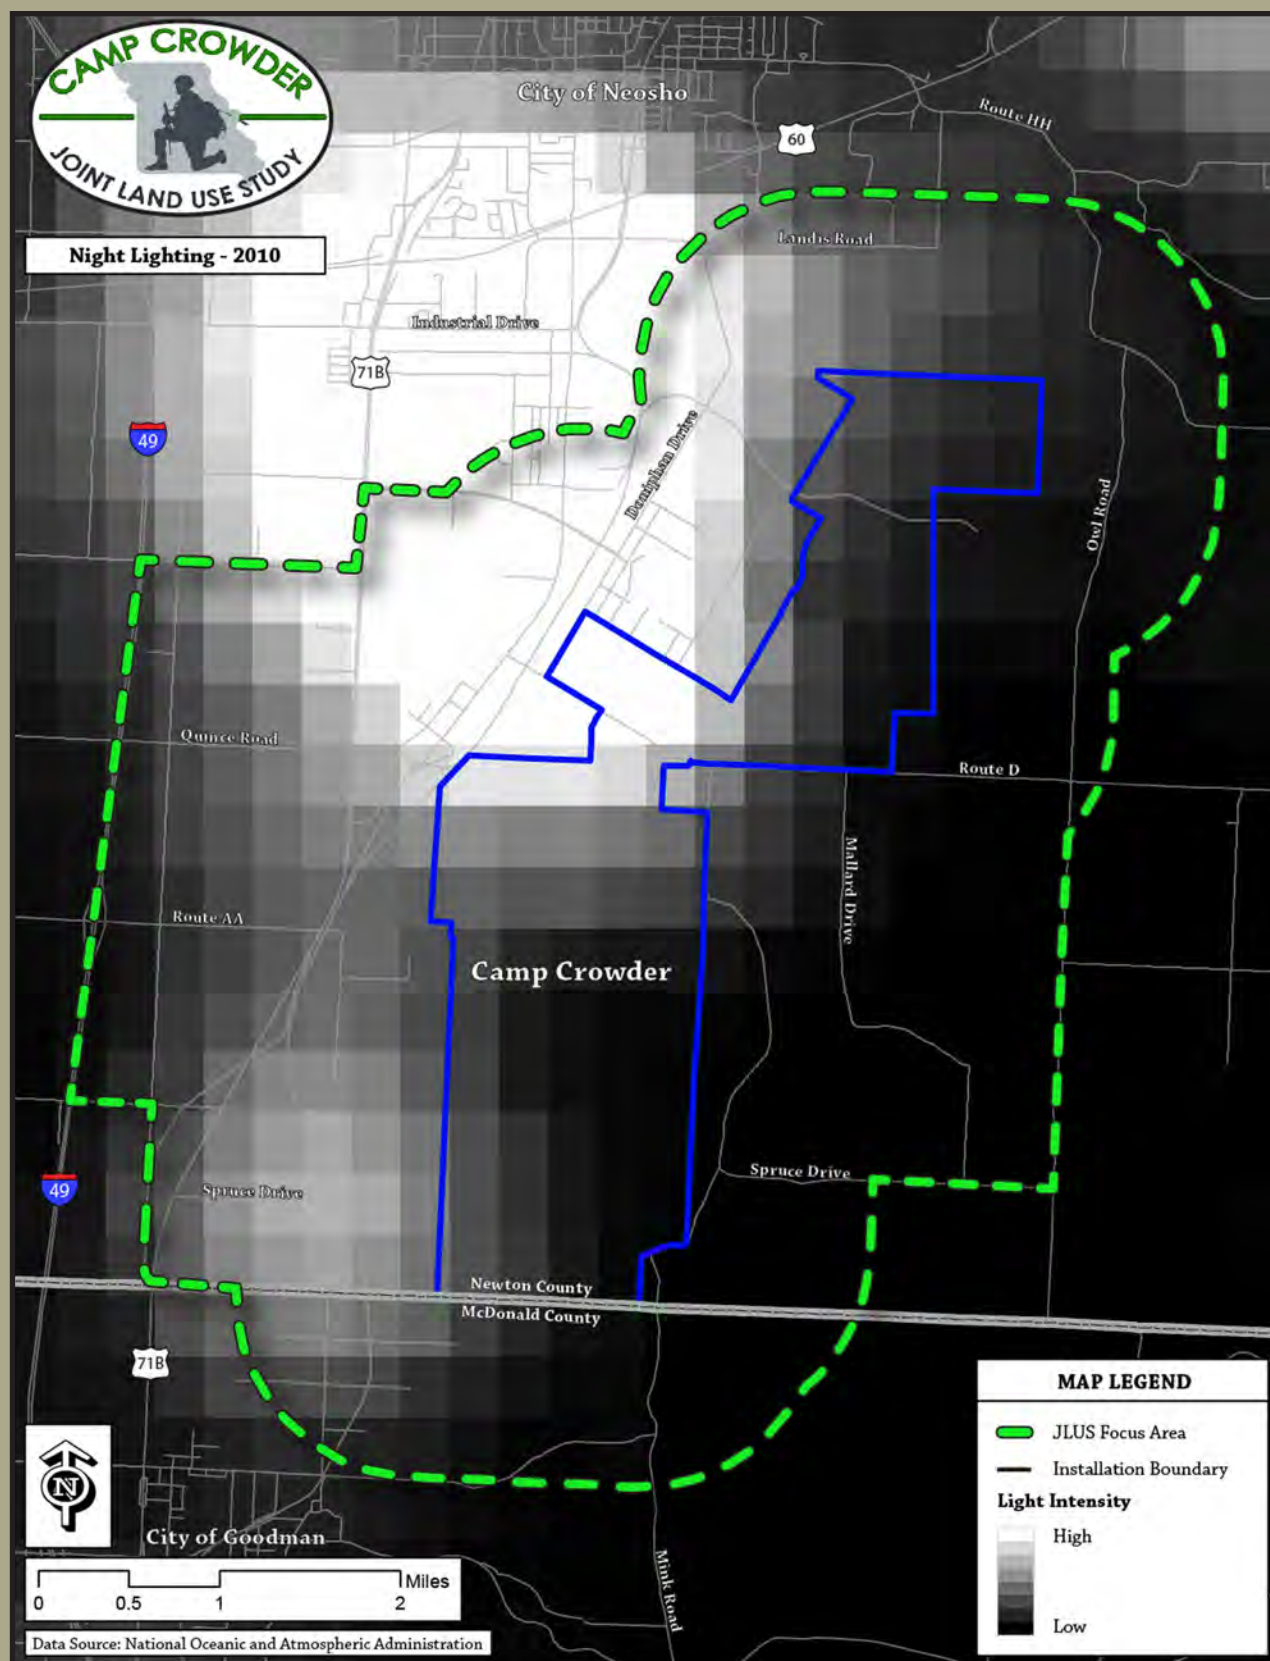 CAMP CROWDER
JOINT LAND USE STUDY
City of Neosho
Route HH
60
Night Lighting - 2010
Landis Road
Industrial Drive
71B
49
Doniphan Drive
Owl Road
Quince Road
Route D
Mallard Drive
Route AA
Camp Crowder
Spruce Drive
49
Spruce Drive
Newton County
McDonald County
71B
MAP LEGEND
JLUS Focus Area
Installation Boundary
Light Intensity
High
Low
N
City of Goodman
Mink Road
Miles
0 0.5 1 2
Data Source: National Oceanic and Atmospheric Administration